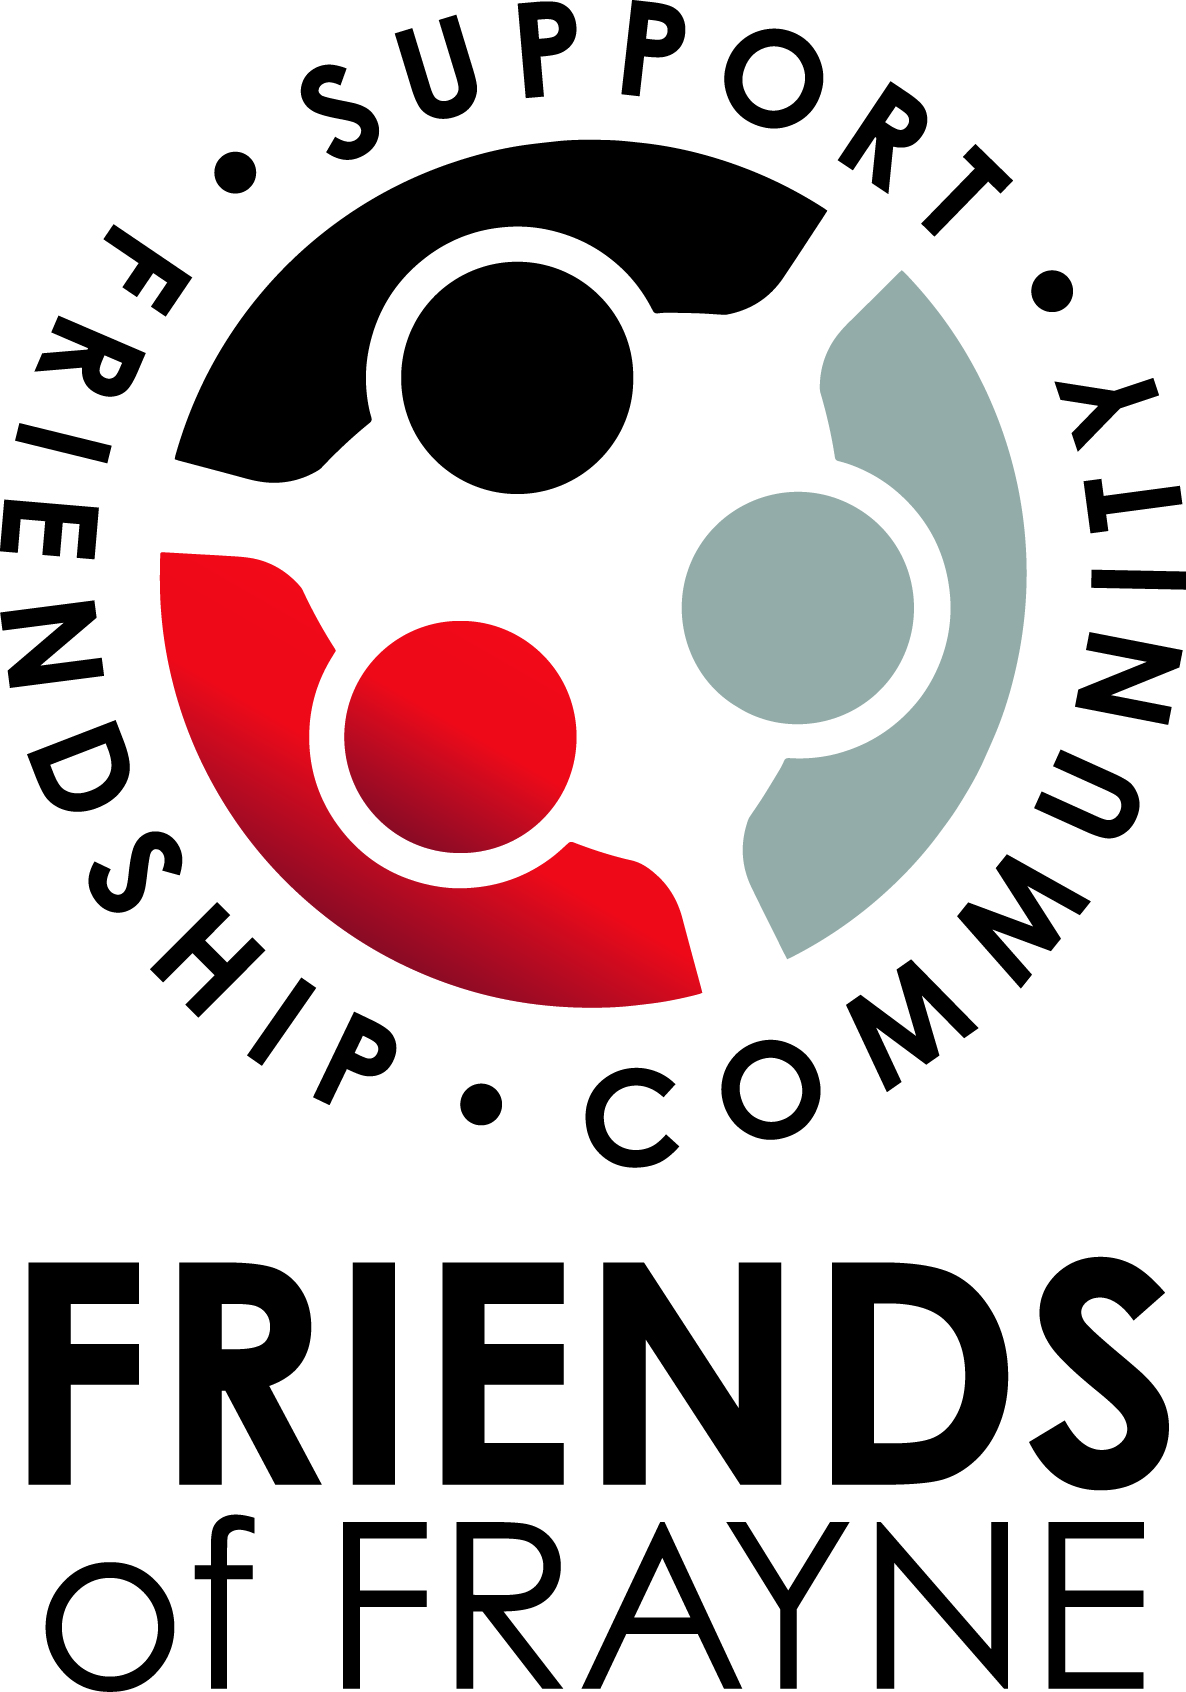 FRIENDSHIP • SUPPORT • COMMUNITY •
FRIENDS
of FRAYNE